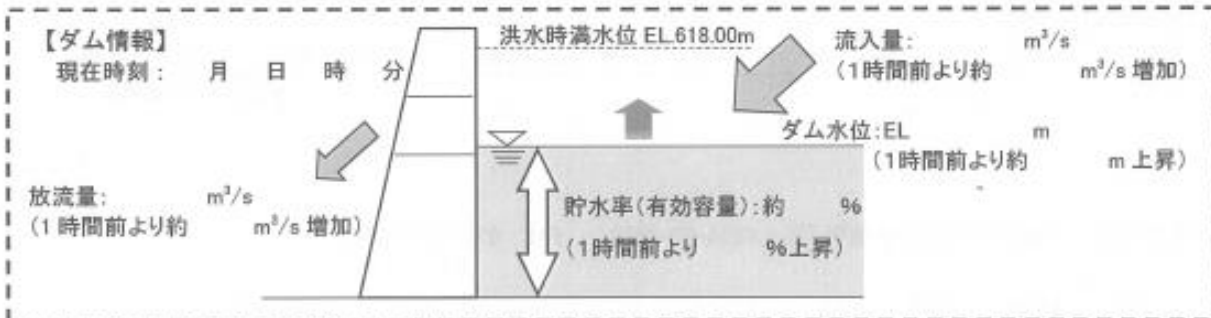 【ダム情報】
現在時刻: 月 日 時 分
洪水時満水位 EL.618.00m
流入量: m³/s
(1時間前より約 m³/s 増加)
ダム水位:EL m
(1時間前より約 m 上昇)
放流量: m³/s
(1時間前より約 m³/s 増加)
貯水率(有効容量):約 %
(1時間前より %上昇)